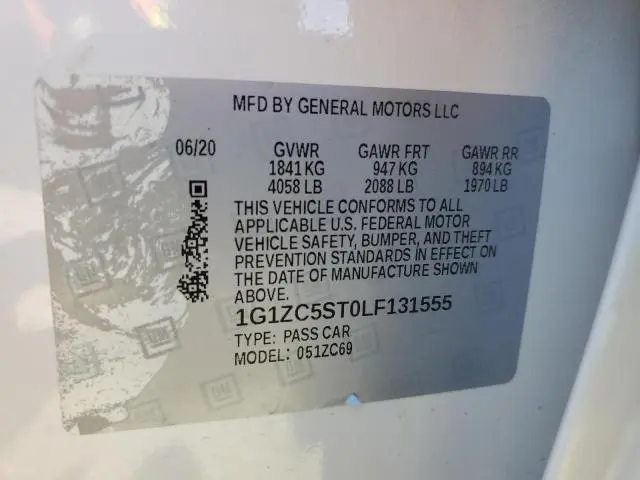 MFD BY GENERAL MOTORS LLC
06/20 GVWR GAWR FRT GAWR RR
1841 KG 947 KG 894 KG
4058 LB 2088 LB 1970 LB
THIS VEHICLE CONFORMS TO ALL
APPLICABLE U.S. FEDERAL MOTOR
VEHICLE SAFETY, BUMPER, AND THEFT
PREVENTION STANDARDS IN EFFECT ON
THE DATE OF MANUFACTURE SHOWN
ABOVE.
1G1ZC5ST0LF131555
TYPE: PASS CAR
MODEL: 051ZC69